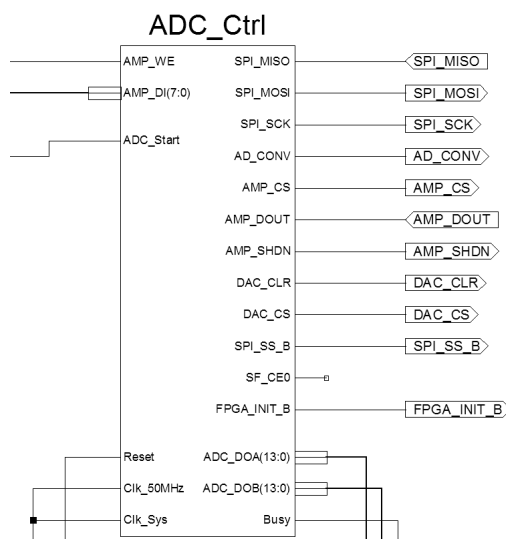 ADC_Ctrl
AMP_WE SPI_MISO SPI_MISO
AMP_DI(7:0) SPI_MOSI SPI_MOSI
SPI_SCK SPI_SCK
ADC_Start AD_CONV AD_CONV
AMP_CS AMP_CS
AMP_DOUT AMP_DOUT
AMP_SHDN AMP_SHDN
DAC_CLR DAC_CLR
DAC_CS DAC_CS
SPI_SS_B SPI_SS_B
SF_CE0
FPGA_INIT_B FPGA_INIT_B
Reset ADC_DOA(13:0)
Clk_50MHz ADC_DOB(13:0)
Clk_Sys Busy